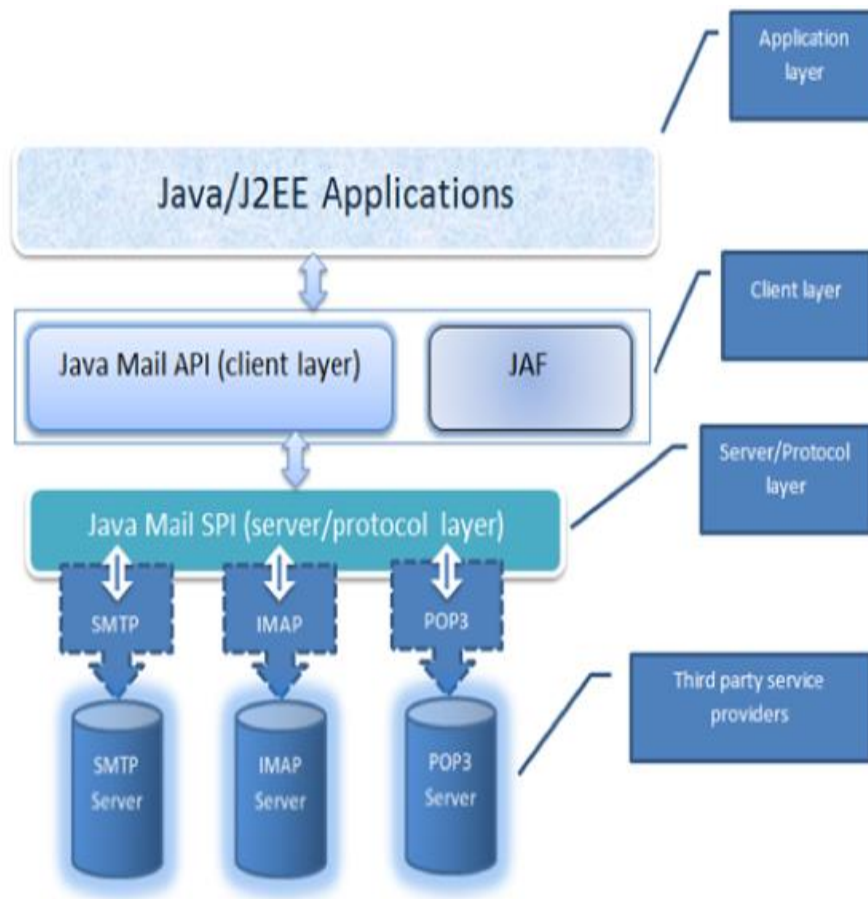 Application
layer
Java/J2EE Applications
Client layer
Java Mail API (client layer)
JAF
Server/Protocol
layer
Java Mail SPI (server/protocol layer)
SMTP
IMAP
POP3
Third party service
providers
SMTP
Server
IMAP
Server
POP3
Server